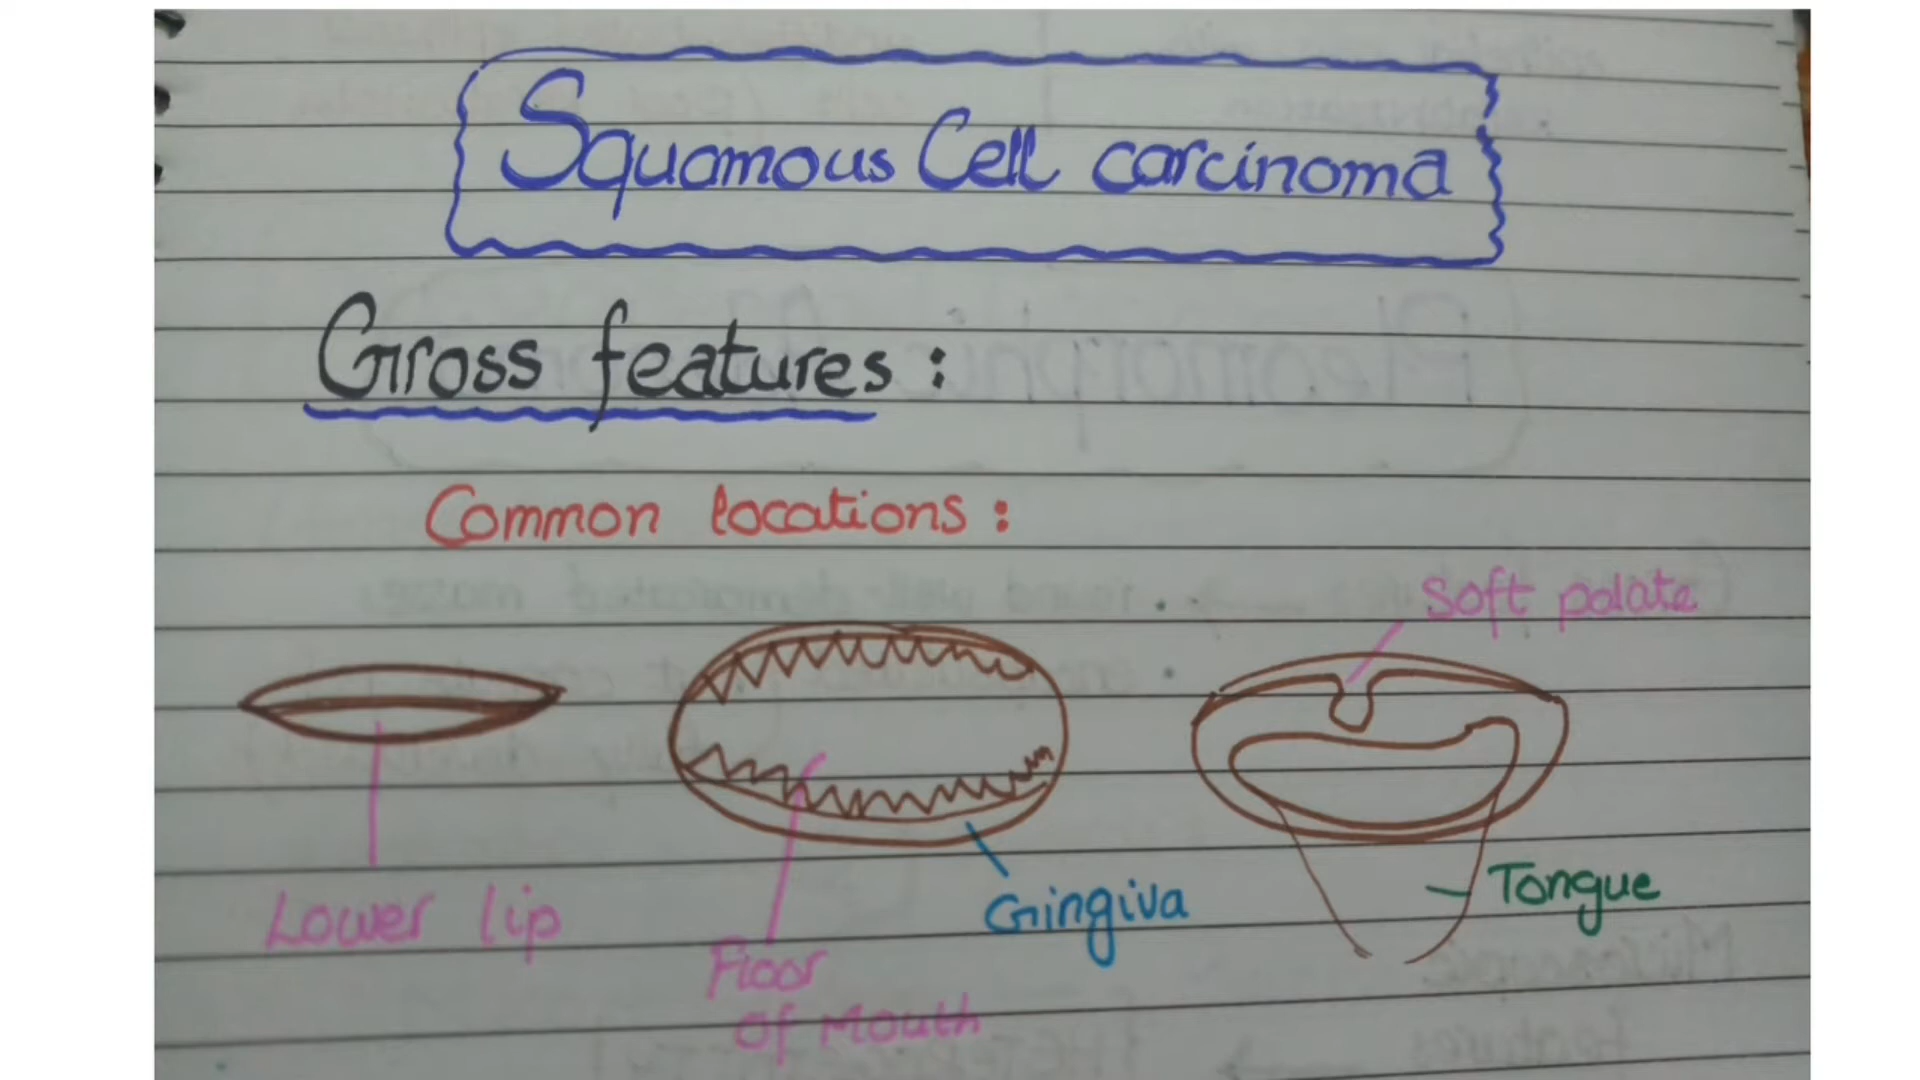 Squamous Cell carcinoma
Gross features :
Common locations :
Soft palate
Lower lip
Floor
of Mouth
Gingiva
Tongue